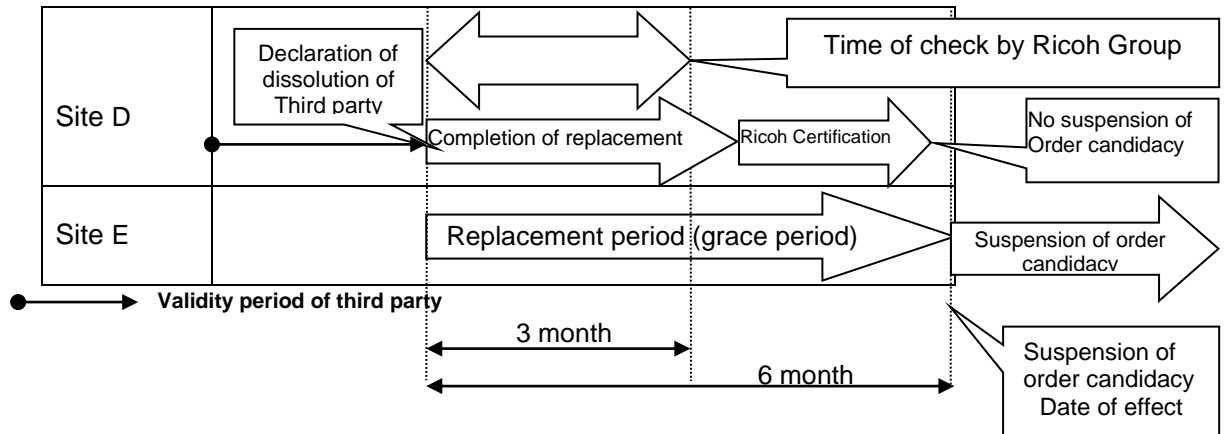 Declaration of
dissolution of
Third party
Time of check by Ricoh Group
Site D
Completion of replacement
Ricoh Certification
No suspension of
Order candidacy
Site E
Replacement period (grace period)
Suspension of order
candidacy
Validity period of third party
3 month
6 month
Suspension of
order candidacy
Date of effect